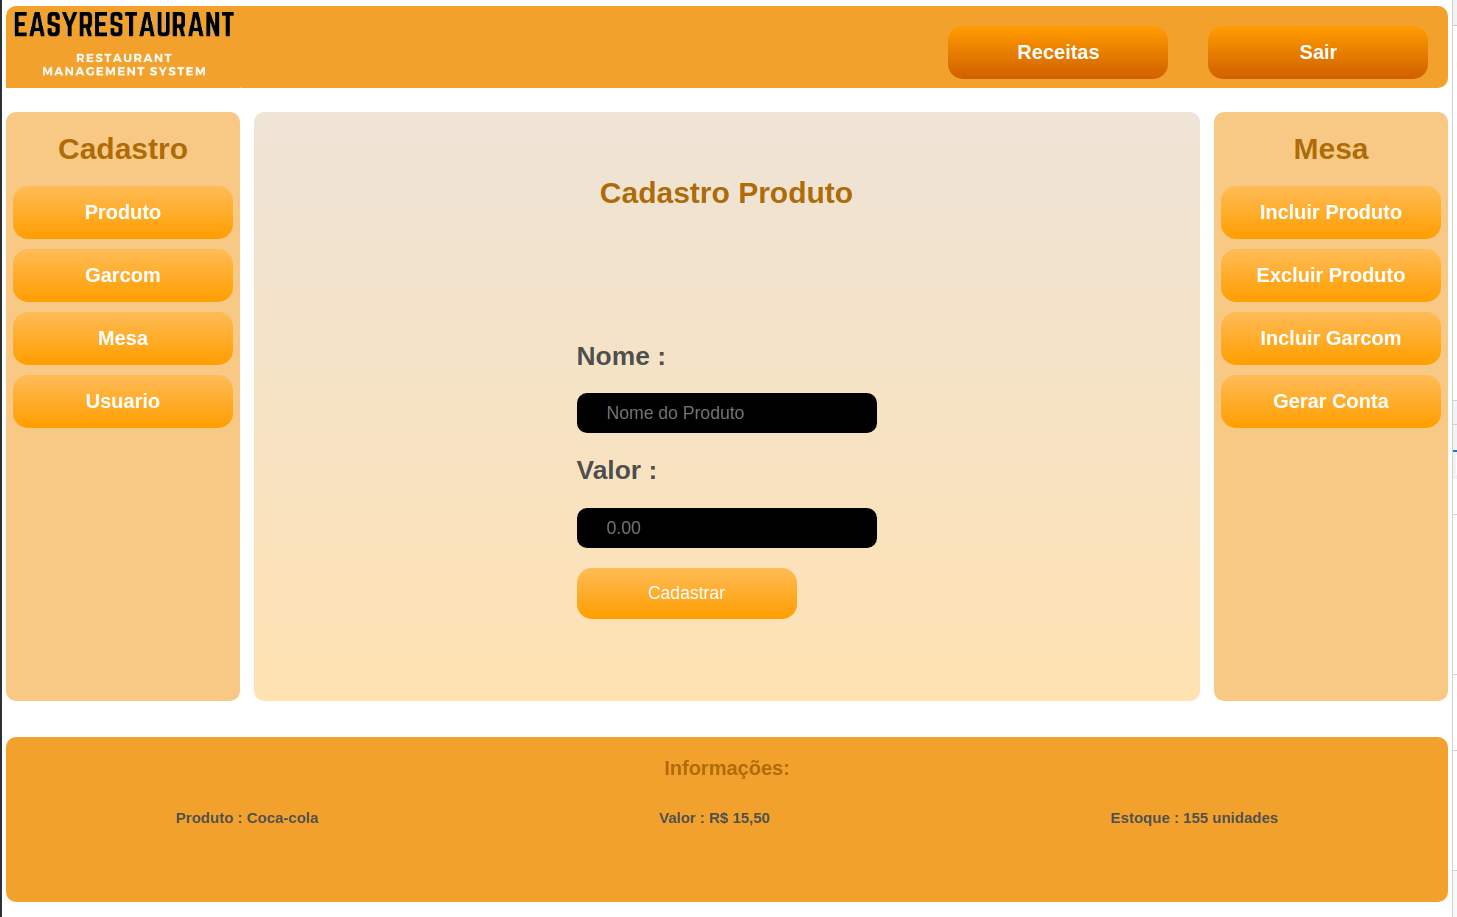 EASYRESTAURANT
RESTAURANT
MANAGEMENT SYSTEM
Receitas
Sair
Cadastro
Produto
Garcom
Mesa
Usuario
Cadastro Produto
Nome :
Nome do Produto
Valor :
0.00
Cadastrar
Mesa
Incluir Produto
Excluir Produto
Incluir Garcom
Gerar Conta
Informações:
Produto : Coca-cola
Valor : R$ 15,50
Estoque : 155 unidades